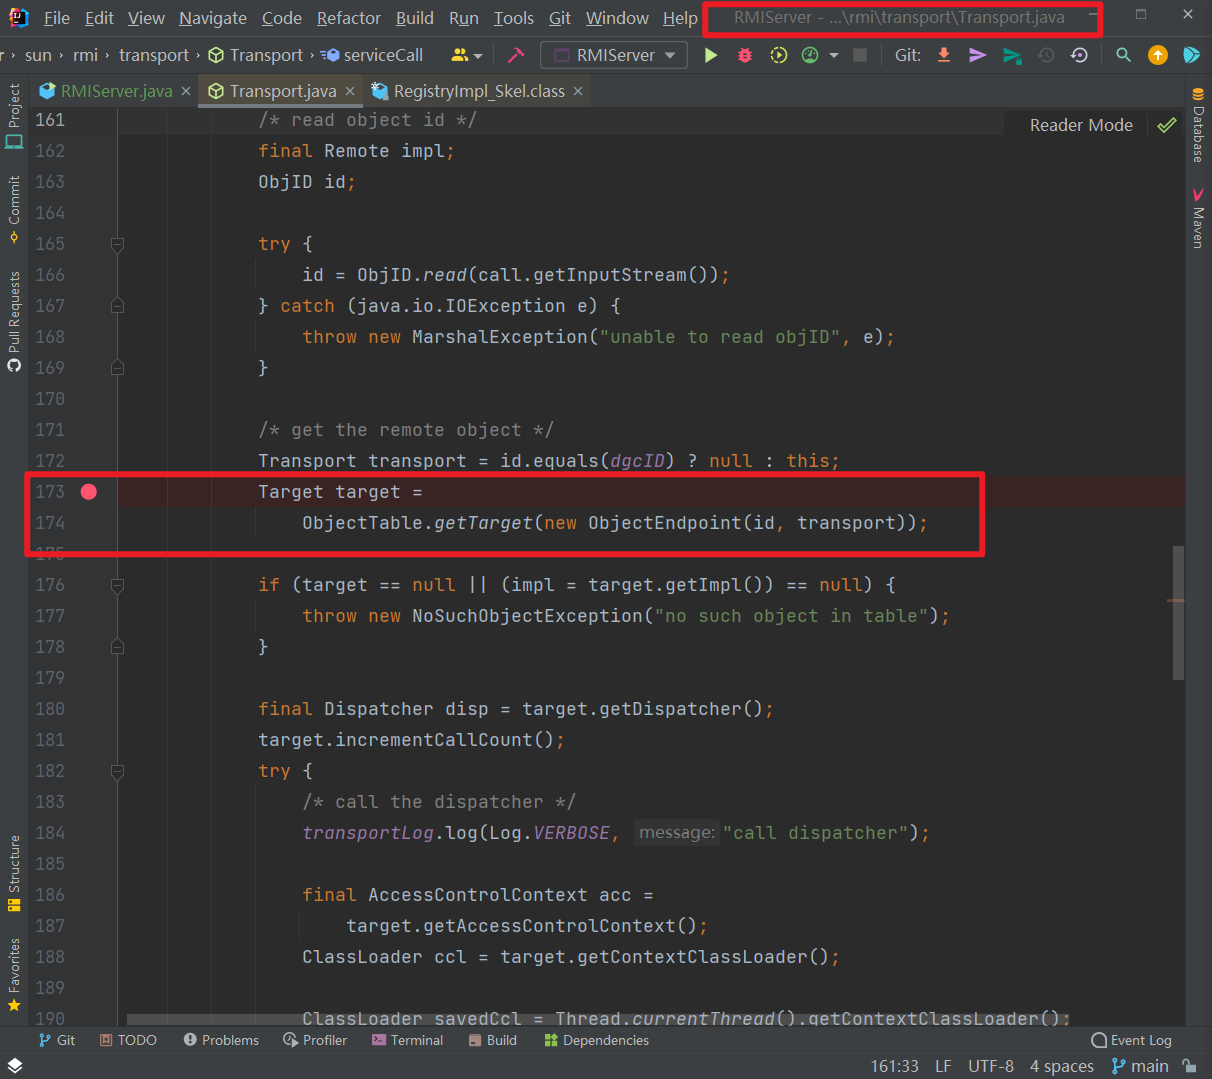 File Edit View Navigate Code Refactor Build Run Tools Git Window Help RMIServer - ...\rmi\transport\Transport.java
r › sun › rmi › transport › Transport › serviceCall RMIServer Git:
RMIServer.java × Transport.java × RegistryImpl_Skel.class ×
Reader Mode
161 /* read object id */
162 final Remote impl;
163 ObjID id;
164
165 try {
166 id = ObjID.read(call.getInputStream());
167 } catch (java.io.IOException e) {
168 throw new MarshalException("unable to read objID", e);
169 }
170
171 /* get the remote object */
172 Transport transport = id.equals(dgcID) ? null : this;
173 Target target =
174 ObjectTable.getTarget(new ObjectEndpoint(id, transport));
175
176 if (target == null || (impl = target.getImpl()) == null) {
177 throw new NoSuchObjectException("no such object in table");
178 }
179
180 final Dispatcher disp = target.getDispatcher();
181 target.incrementCallCount();
182 try {
183 /* call the dispatcher */
184 transportLog.log(Log.VERBOSE, message: "call dispatcher");
185
186 final AccessControlContext acc =
187 target.getAccessControlContext();
188 ClassLoader ccl = target.getContextClassLoader();
189
190 ClassLoader savedCcl = Thread.currentThread().getContextClassLoader();
Project
Commit
Pull Requests
Structure
Favorites
Database
Maven
Git TODO Problems Profiler Terminal Build Dependencies Event Log
161:33 LF UTF-8 4 spaces main